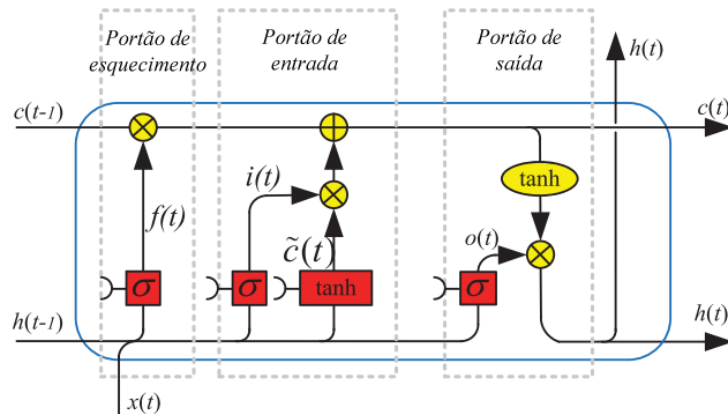 Portão de
esquecimento
Portão de
entrada
Portão de
saída
h(t)
c(t-1)
c(t)
tanh
i(t)
f(t)
c̃(t)
o(t)
σ
σ
tanh
σ
h(t-1)
h(t)
x(t)